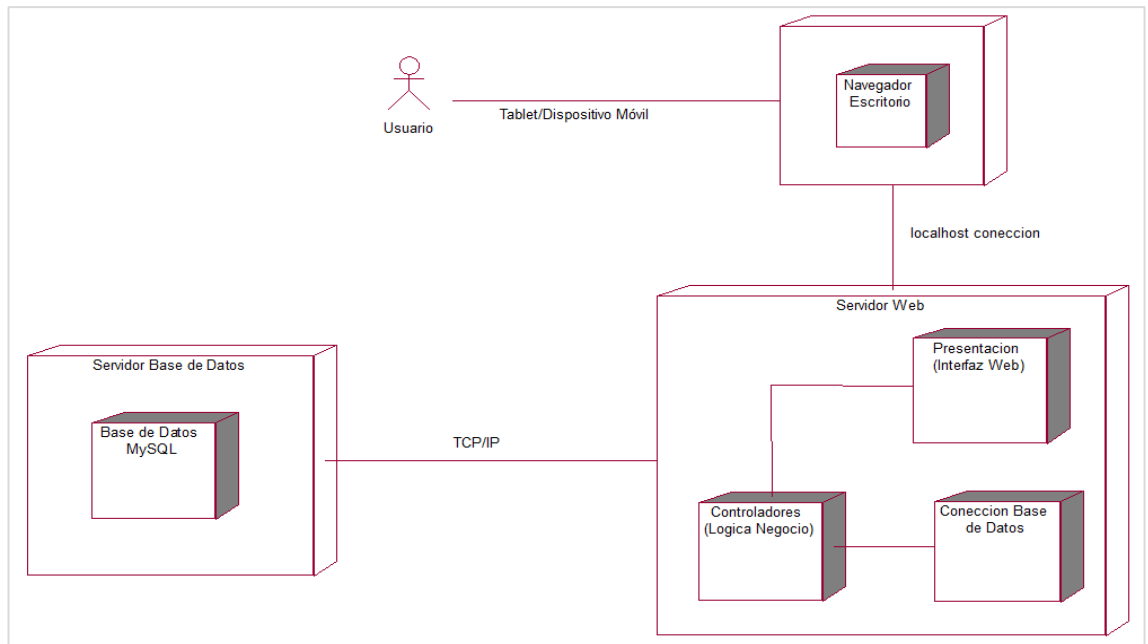 Navegador
Escritorio
Tablet/Dispositivo Móvil
Usuario
localhost coneccion
Servidor Web
Presentacion
(Interfaz Web)
Servidor Base de Datos
Base de Datos
MySQL
TCP/IP
Controladores
(Logica Negocio)
Coneccion Base
de Datos